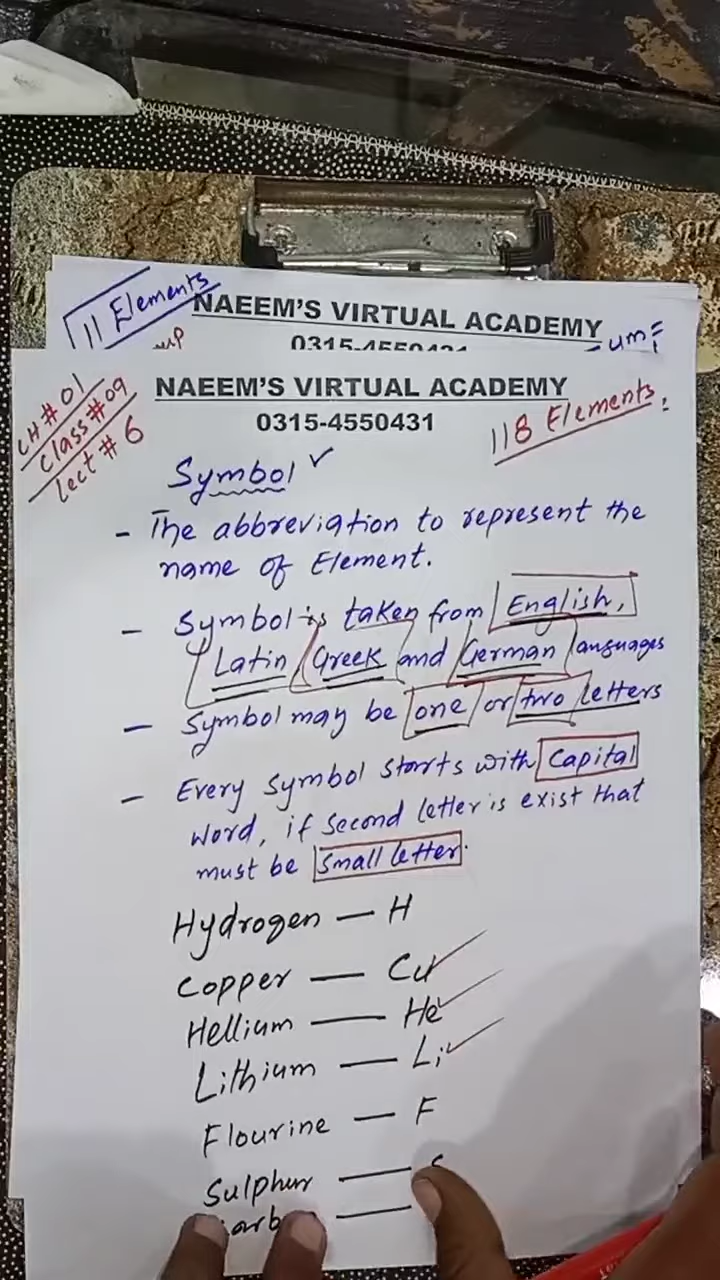 11 Elements
NAEEM'S VIRTUAL ACADEMY
0315-4550431
CH # 01
Class # 09
Lect # 6
NAEEM'S VIRTUAL ACADEMY
0315-4550431
118 Elements.
Symbol
- The abbreviation to represent the
name of Element.
- Symbol is taken from English,
Latin, Greek and German languages
- Symbol may be one or two letters
- Every symbol starts with Capital
word, if second letter is exist that
must be small letter.
Hydrogen — H
Copper — Cu
Hellium — He
Lithium — Li
Flourine — F
Sulphur — S